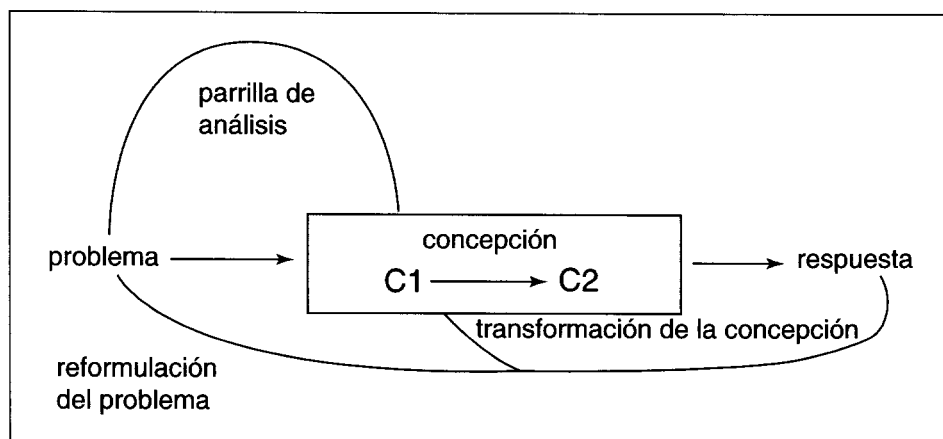 parrilla de
análisis
concepción
problema
C1 C2
respuesta
transformación de la concepción
reformulación
del problema